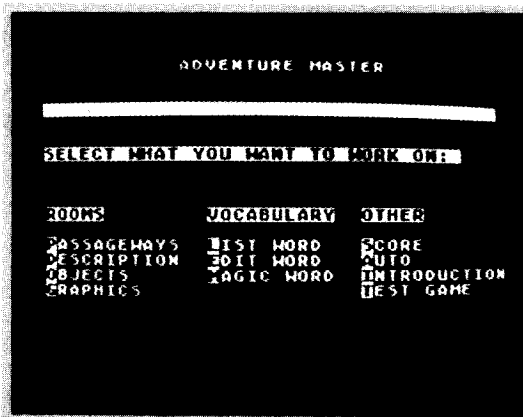 ADVENTURE MASTER
SELECT WHAT YOU WANT TO WORK ON:
ROOMS VOCABULARY OTHER
PASSAGEWAYS LIST WORD SCORE
DESCRIPTION EDIT WORD AUTO
OBJECTS MAGIC WORD INTRODUCTION
GRAPHICS TEST GAME